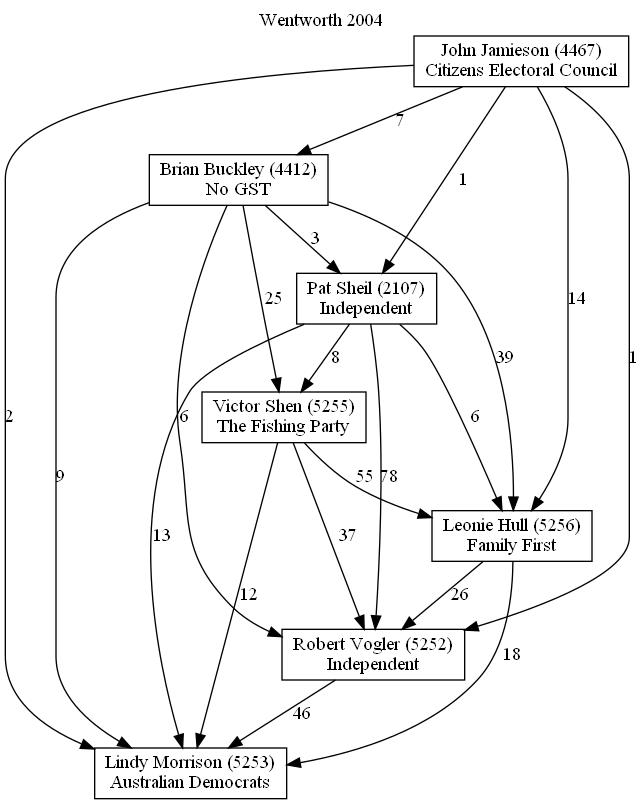 Wentworth 2004
John Jamieson (4467)
Citizens Electoral Council
7
Brian Buckley (4412)
No GST
1
3
Pat Sheil (2107)
Independent
25
14
8
39
1
Victor Shen (5255)
The Fishing Party
2
6
6
9
55
78
Leonie Hull (5256)
Family First
13
37
12
26
Robert Vogler (5252)
Independent
18
46
Lindy Morrison (5253)
Australian Democrats